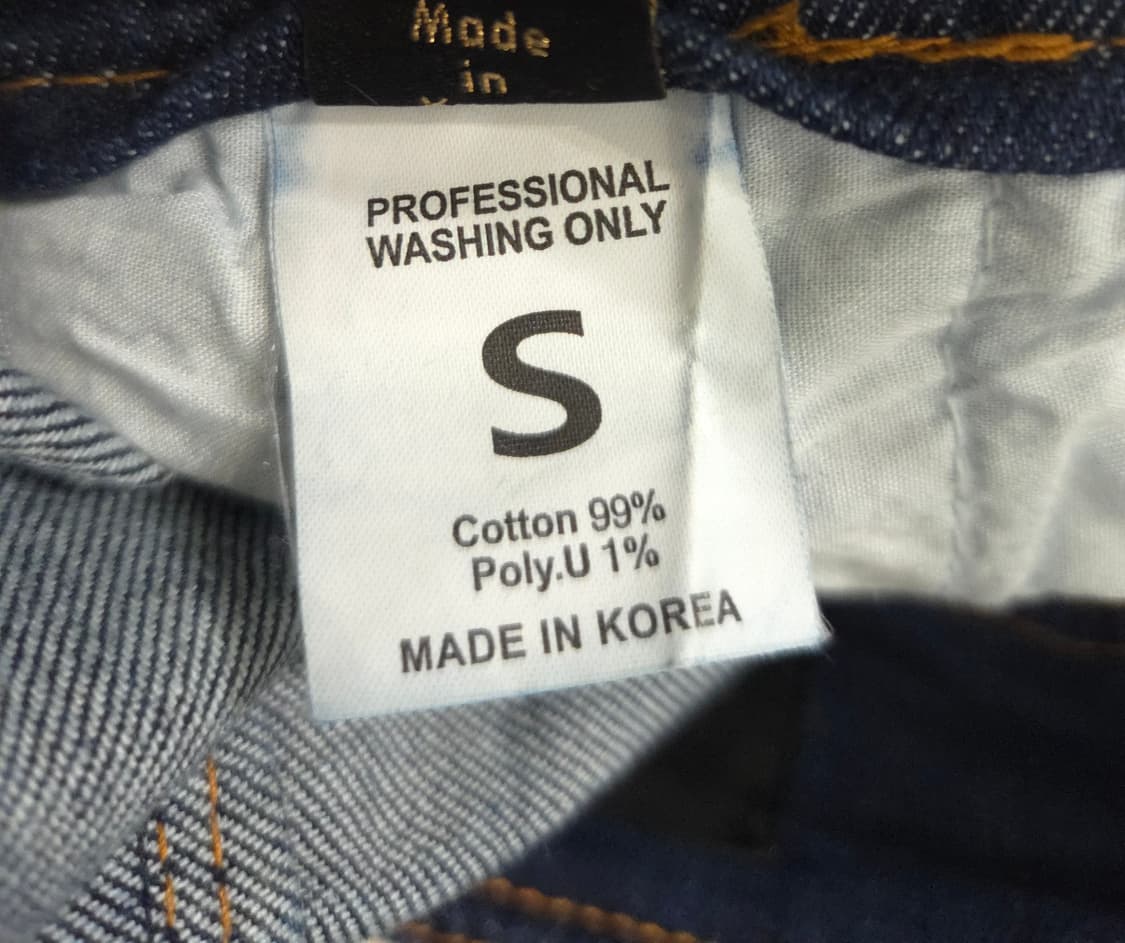 Made
in
PROFESSIONAL
WASHING ONLY
S
Cotton 99%
Poly.U 1%
MADE IN KOREA